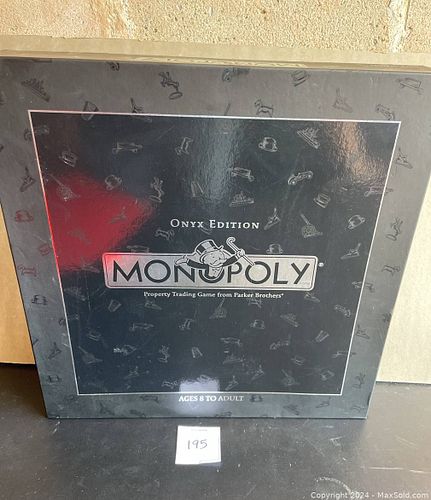 ONYX EDITION
MONOPOLY®
Property Trading Game from Parker Brothers®
AGES 8 TO ADULT
195
Copyright 2024 - MaxSold.com